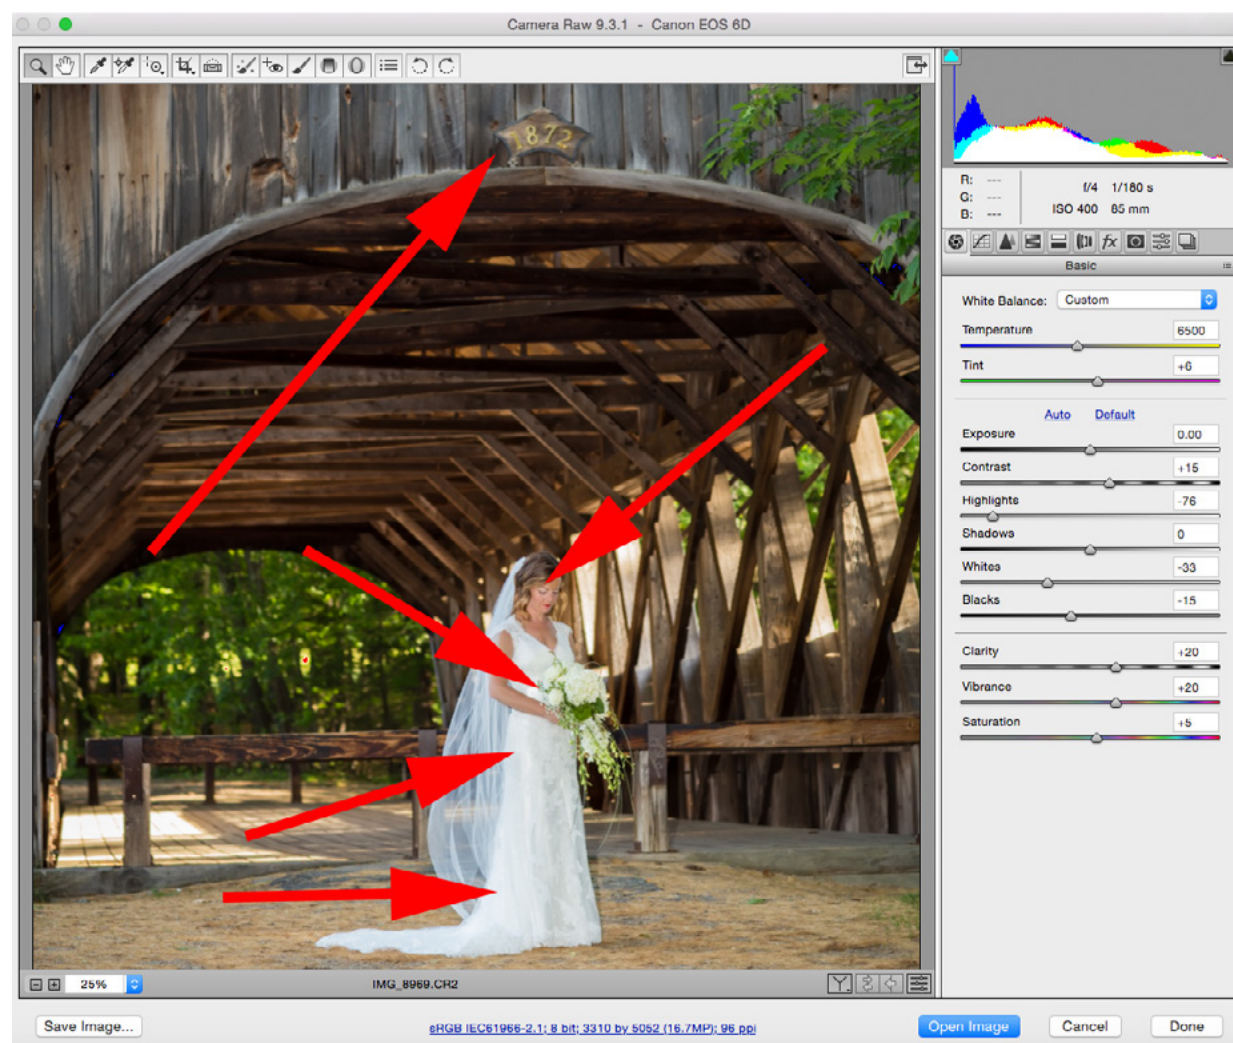 Camera Raw 9.3.1 - Canon EOS 6D
1872
R: ---
G: ---
B: ---
f/4 1/180 s
ISO 400 85 mm
fx
Basic
White Balance: Custom
Temperature 6500
Tint +6
Auto Default
Exposure 0.00
Contrast +15
Highlights -76
Shadows 0
Whites -33
Blacks -15
Clarity +20
Vibrance +20
Saturation +5
25% IMG_8969.CR2 Y
Save Image... sRGB IEC61966-2.1; 8 bit; 3310 by 5052 (16.7MP); 96 ppi Open Image Cancel Done